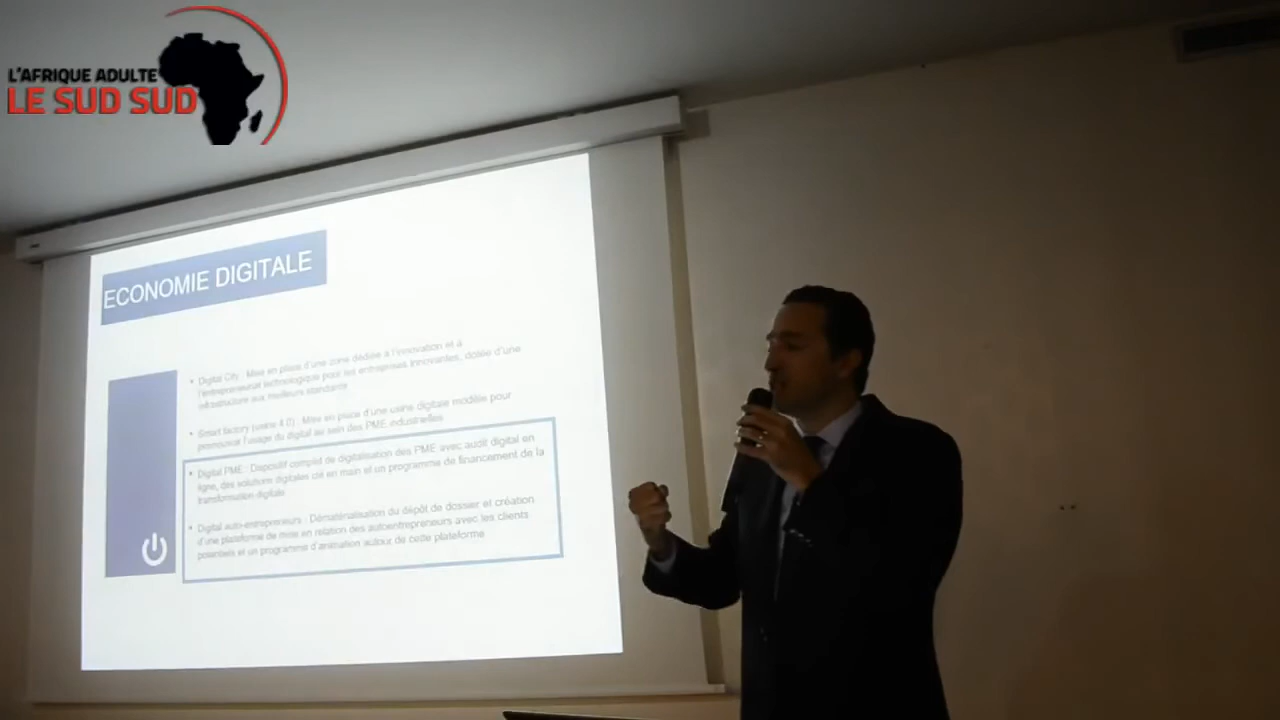 L'AFRIQUE ADULTE
LE SUD SUD
ECONOMIE DIGITALE
• Digital City : Mise en place d'une zone dédiée à l'innovation et à
l'entrepreneuriat technologique pour les entreprises innovantes, dotée d'une
infrastructure aux meilleurs standards
• Smart factory (usine 4.0) : Mise en place d'une usine digitale modèle pour
promouvoir l'usage du digital au sein des PME industrielles
• Digital PME : Dispositif complet de digitalisation des PME avec audit digital en
ligne, des solutions digitales clé en main et un programme de financement de la
transformation digitale
• Digital auto-entrepreneurs : Dématérialisation du dépôt de dossier et création
d'une plateforme de mise en relation des autoentrepreneurs avec les clients
potentiels et un programme d'animation autour de cette plateforme